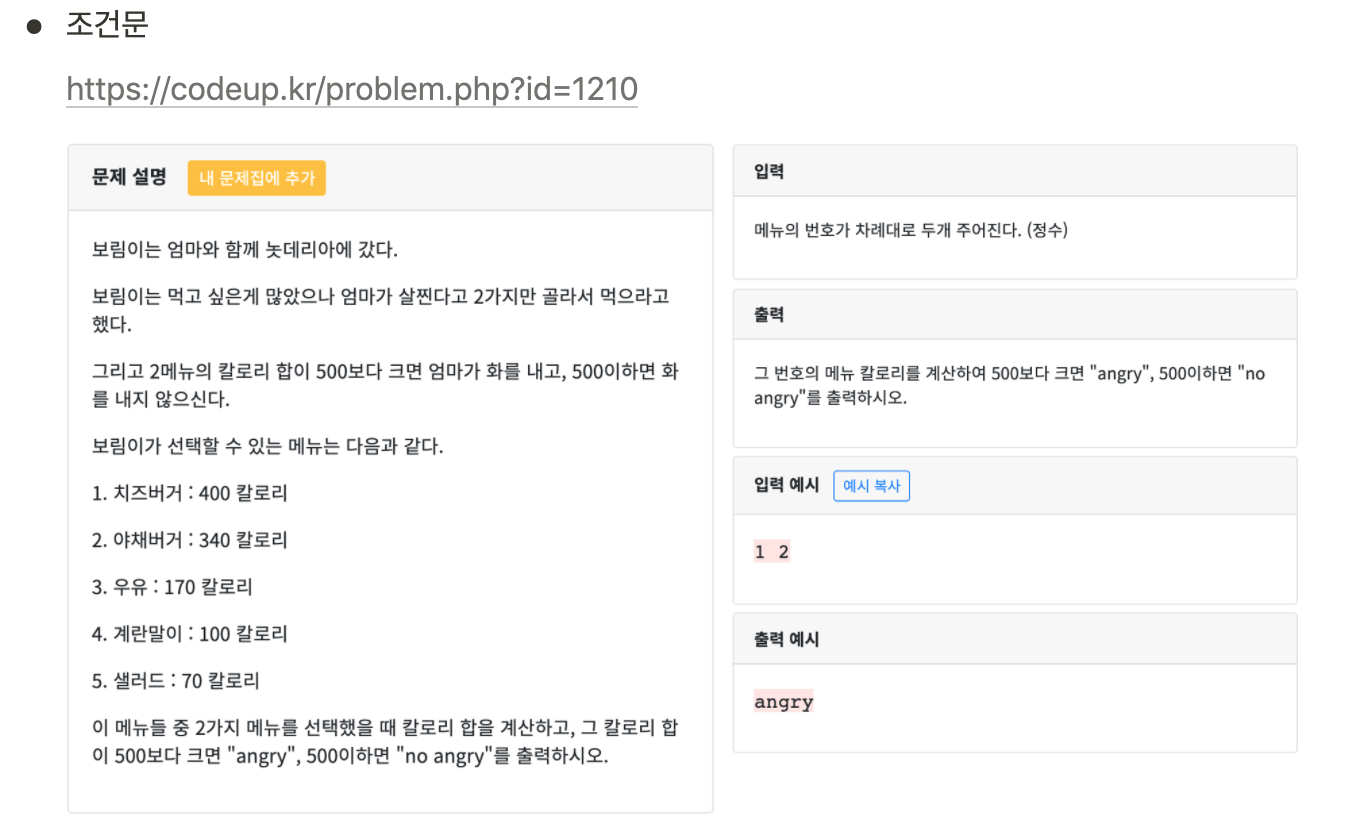 조건문
https://codeup.kr/problem.php?id=1210
문제 설명 내 문제집에 추가
보림이는 엄마와 함께 놋데리아에 갔다.
보림이는 먹고 싶은게 많았으나 엄마가 살찐다고 2가지만 골라서 먹으라고
했다.
그리고 2메뉴의 칼로리 합이 500보다 크면 엄마가 화를 내고, 500이하면 화
를 내지 않으신다.
보림이가 선택할 수 있는 메뉴는 다음과 같다.
1. 치즈버거 : 400 칼로리
2. 야채버거 : 340 칼로리
3. 우유 : 170 칼로리
4. 계란말이 : 100 칼로리
5. 샐러드 : 70 칼로리
이 메뉴들 중 2가지 메뉴를 선택했을 때 칼로리 합을 계산하고, 그 칼로리 합
이 500보다 크면 "angry", 500이하면 "no angry"를 출력하시오.
입력
메뉴의 번호가 차례대로 두개 주어진다. (정수)
출력
그 번호의 메뉴 칼로리를 계산하여 500보다 크면 "angry", 500이하면 "no
angry"를 출력하시오.
입력 예시 예시 복사
1 2
출력 예시
angry